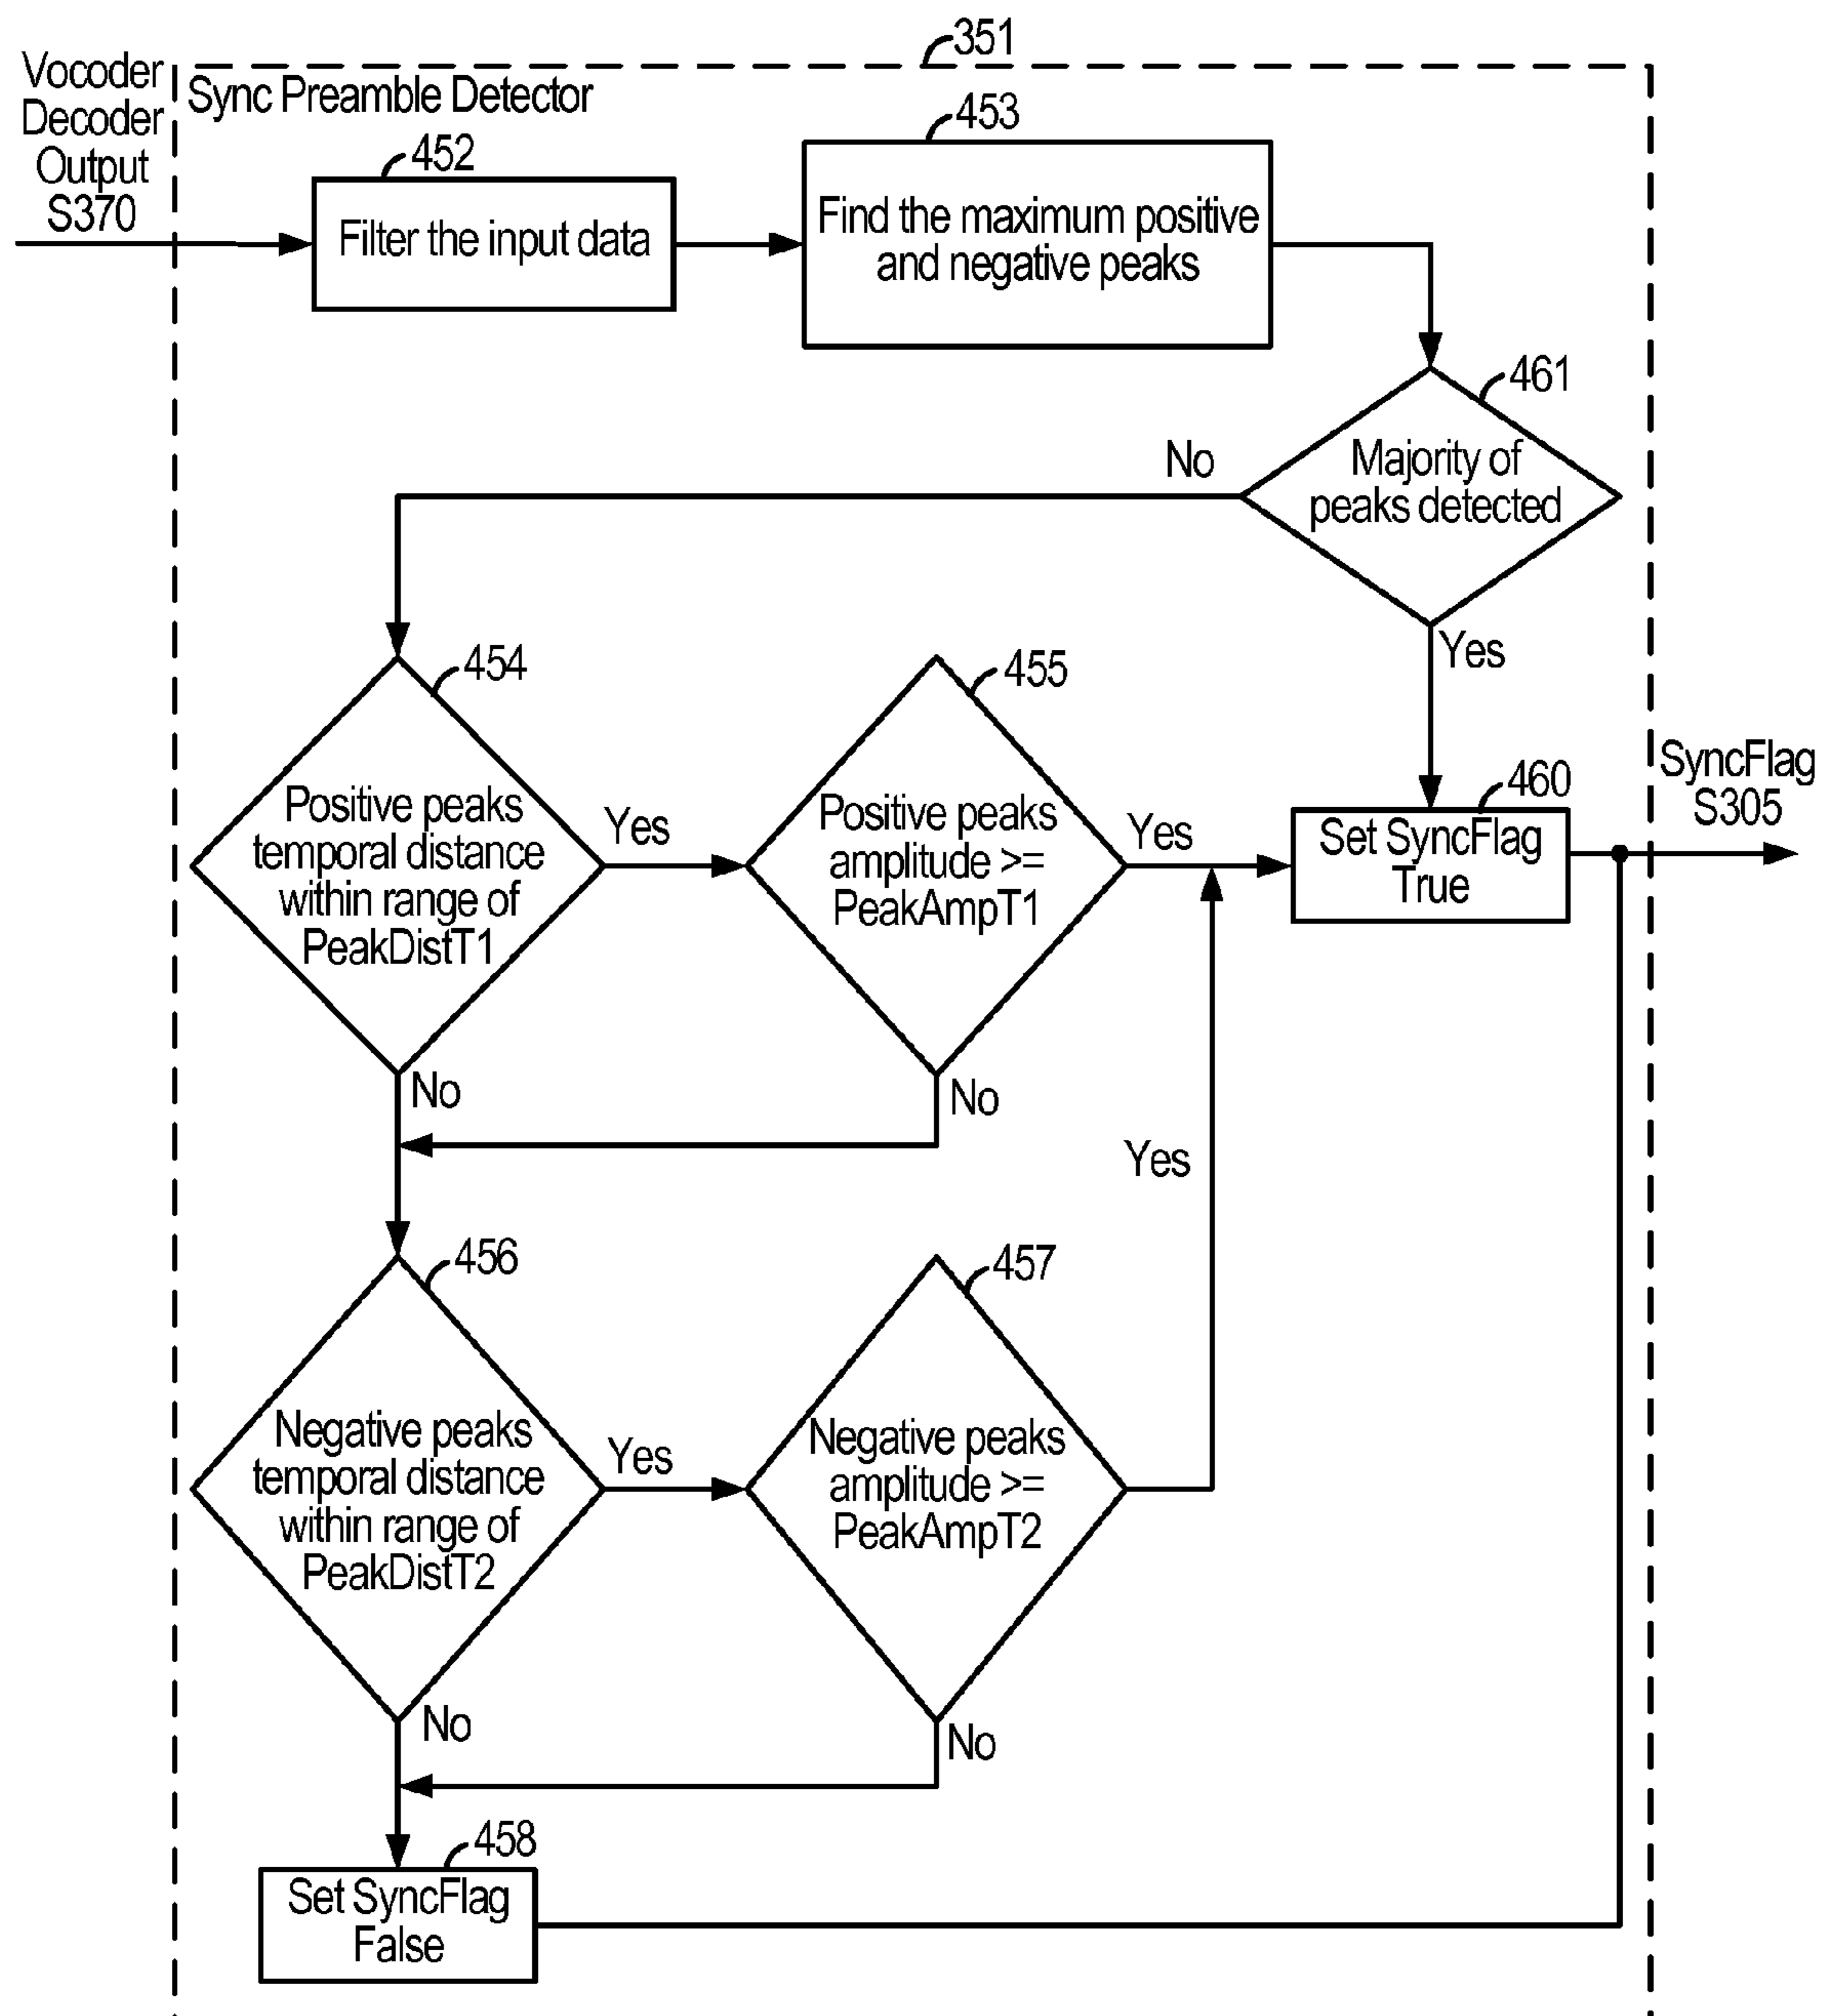 351
Vocoder
Decoder
Output
S370
Sync Preamble Detector
452
Filter the input data
453
Find the maximum positive
and negative peaks
461
Majority of
peaks detected
No
Yes
454
Positive peaks
temporal distance
within range of
PeakDistT1
Yes
No
455
Positive peaks
amplitude >=
PeakAmpT1
Yes
No
460
Set SyncFlag
True
SyncFlag
S305
456
Negative peaks
temporal distance
within range of
PeakDistT2
Yes
No
457
Negative peaks
amplitude >=
PeakAmpT2
Yes
No
458
Set SyncFlag
False